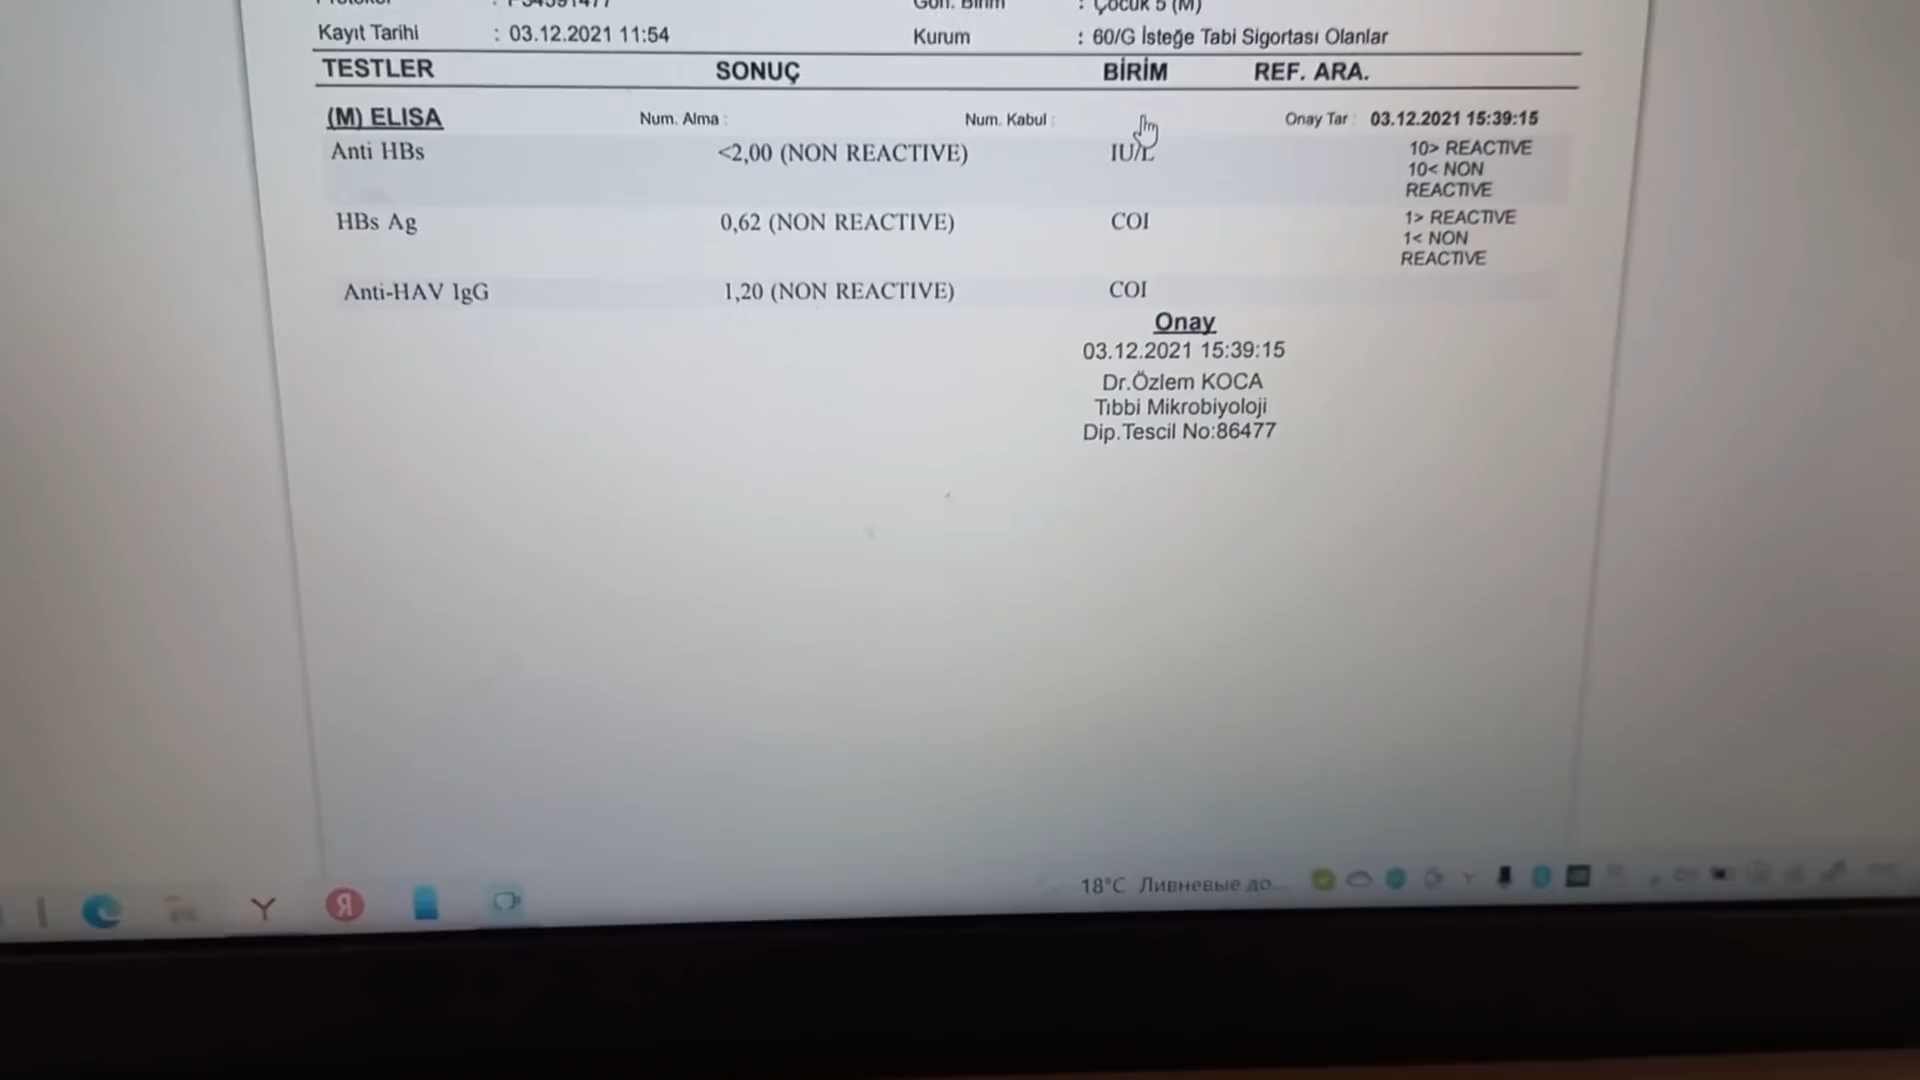 Çocuk 5 (M)
Kayıt Tarihi : 03.12.2021 11:54 Kurum : 60/G İsteğe Tabi Sigortası Olanlar
TESTLER SONUÇ BİRİM REF. ARA.
(M) ELISA Num. Alma : Num. Kabul : Onay Tar : 03.12.2021 15:39:15
Anti HBs <2,00 (NON REACTIVE) IU/L 10> REACTIVE
10< NON
REACTIVE
HBs Ag 0,62 (NON REACTIVE) COI 1> REACTIVE
1< NON
REACTIVE
Anti-HAV IgG 1,20 (NON REACTIVE) COI
Onay
03.12.2021 15:39:15
Dr.Özlem KOCA
Tıbbi Mikrobiyoloji
Dip.Tescil No:86477
18°C Ливневые до...